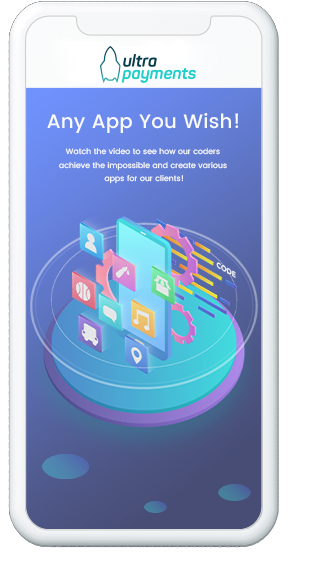 ultra
payments
Any App You Wish!
Watch the video to see how our coders
achieve the impossible and create various
apps for our clients!
CODE